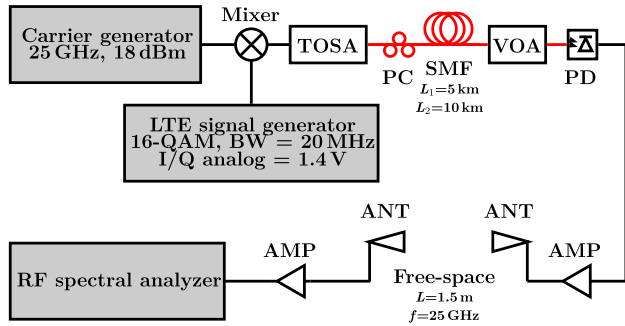 Carrier generator
25 GHz, 18 dBm
Mixer
TOSA
PC
SMF
L₁=5 km
L₂=10 km
VOA
PD
LTE signal generator
16-QAM, BW = 20 MHz
I/Q analog = 1.4 V
RF spectral analyzer
AMP
ANT
Free-space
L=1.5 m
f=25 GHz
ANT
AMP